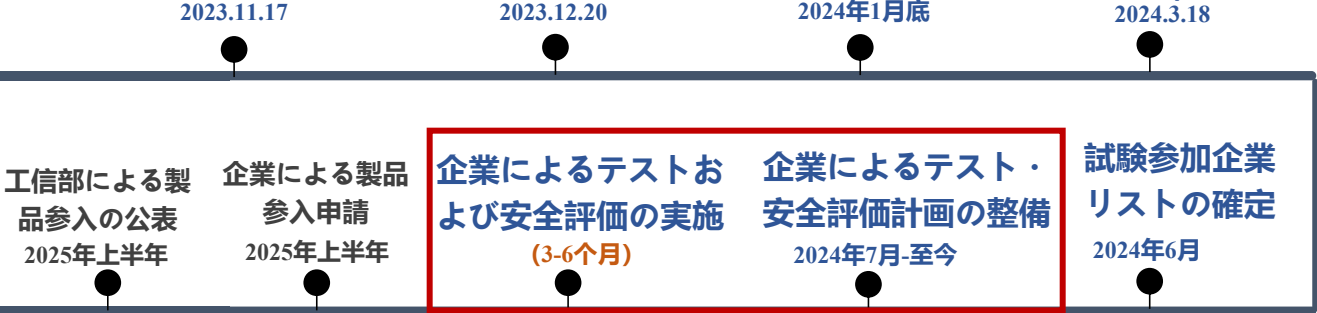 2023.11.17
2023.12.20
2024年1月底
2024.3.18
工信部による製
品参入の公表
2025年上半年
企業による製品
参入申請
2025年上半年
企業によるテストお
よび安全評価の実施
(3-6个月)
企業によるテスト・
安全評価計画の整備
2024年7月-至今
試験参加企業
リストの確定
2024年6月